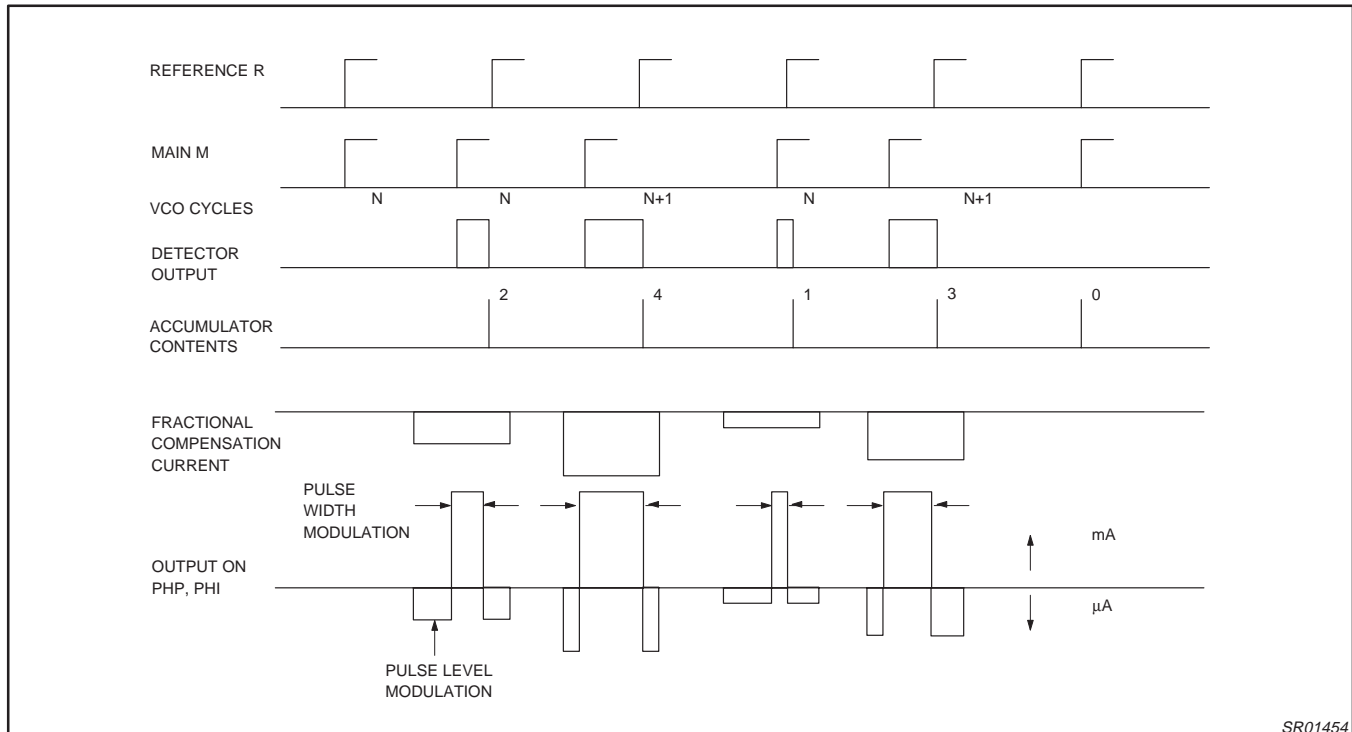 REFERENCE R
MAIN M
N N N+1 N N+1
VCO CYCLES
DETECTOR
OUTPUT
2 4 1 3 0
ACCUMULATOR
CONTENTS
FRACTIONAL
COMPENSATION
CURRENT
PULSE
WIDTH
MODULATION
mA
OUTPUT ON
PHP, PHI
μA
PULSE LEVEL
MODULATION
SR01454